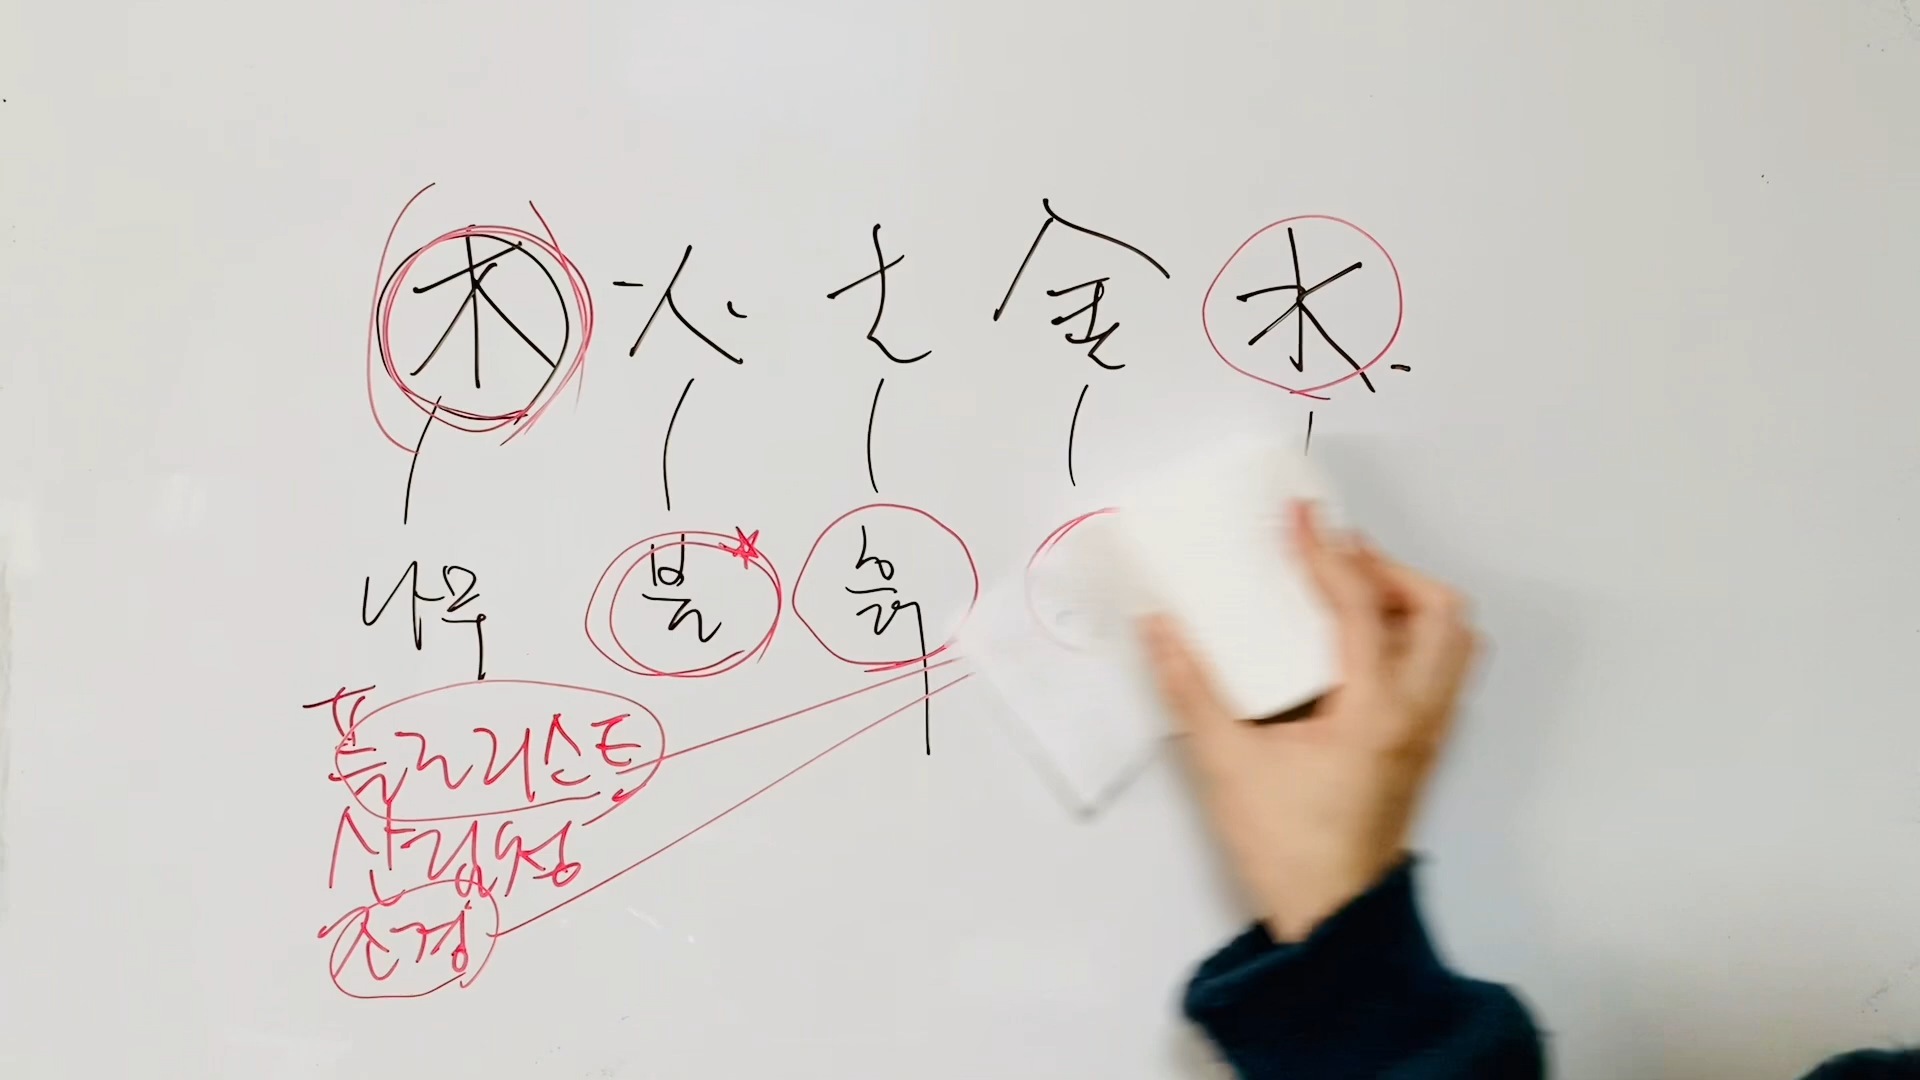 木 火 土 金 水
나무 불 흙
플로리스트
산림청
조경